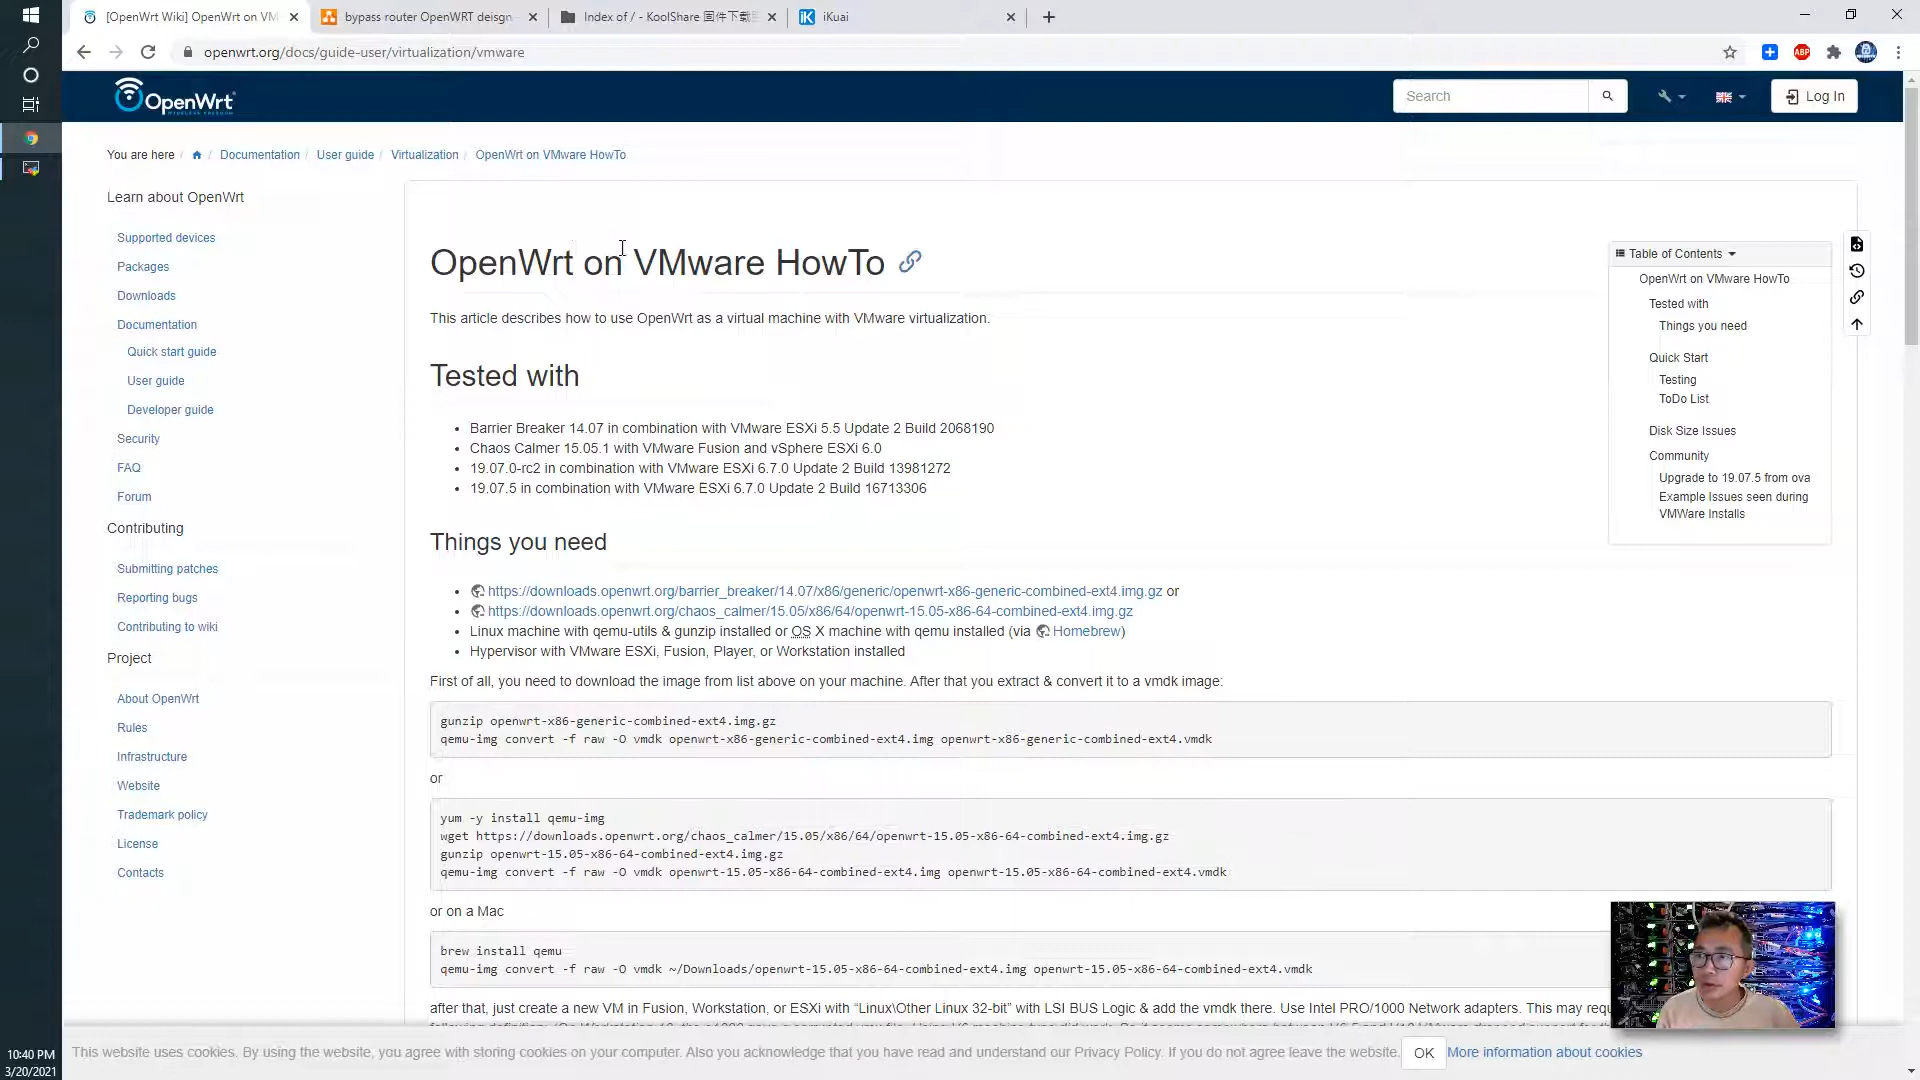 [OpenWrt Wiki] OpenWrt on VM
bypass router OpenWRT deisgn
Index of / - KoolShare 固件下载
iKuai
openwrt.org/docs/guide-user/virtualization/vmware
ABP
OpenWrt
WIRELESS FREEDOM
Search
Log In
You are here / / Documentation / User guide / Virtualization / OpenWrt on VMware HowTo
Learn about OpenWrt
Supported devices
Packages
Downloads
Documentation
Quick start guide
User guide
Developer guide
Security
FAQ
Forum
Contributing
Submitting patches
Reporting bugs
Contributing to wiki
Project
About OpenWrt
Rules
Infrastructure
Website
Trademark policy
License
Contacts
OpenWrt on VMware HowTo
This article describes how to use OpenWrt as a virtual machine with VMware virtualization.
Tested with
Barrier Breaker 14.07 in combination with VMware ESXi 5.5 Update 2 Build 2068190
Chaos Calmer 15.05.1 with VMware Fusion and vSphere ESXi 6.0
19.07.0-rc2 in combination with VMware ESXi 6.7.0 Update 2 Build 13981272
19.07.5 in combination with VMware ESXi 6.7.0 Update 2 Build 16713306
Things you need
https://downloads.openwrt.org/barrier_breaker/14.07/x86/generic/openwrt-x86-generic-combined-ext4.img.gz or
https://downloads.openwrt.org/chaos_calmer/15.05/x86/64/openwrt-15.05-x86-64-combined-ext4.img.gz
Linux machine with qemu-utils & gunzip installed or OS X machine with qemu installed (via Homebrew)
Hypervisor with VMware ESXi, Fusion, Player, or Workstation installed
First of all, you need to download the image from list above on your machine. After that you extract & convert it to a vmdk image:
gunzip openwrt-x86-generic-combined-ext4.img.gz
qemu-img convert -f raw -O vmdk openwrt-x86-generic-combined-ext4.img openwrt-x86-generic-combined-ext4.vmdk
or
yum -y install qemu-img
wget https://downloads.openwrt.org/chaos_calmer/15.05/x86/64/openwrt-15.05-x86-64-combined-ext4.img.gz
gunzip openwrt-15.05-x86-64-combined-ext4.img.gz
qemu-img convert -f raw -O vmdk openwrt-15.05-x86-64-combined-ext4.img openwrt-15.05-x86-64-combined-ext4.vmdk
or on a Mac
brew install qemu
qemu-img convert -f raw -O vmdk ~/Downloads/openwrt-15.05-x86-64-combined-ext4.img openwrt-15.05-x86-64-combined-ext4.vmdk
after that, just create a new VM in Fusion, Workstation, or ESXi with “Linux\Other Linux 32-bit” with LSI BUS Logic & add the vmdk there. Use Intel PRO/1000 Network adapters. This may requ
Table of Contents
OpenWrt on VMware HowTo
Tested with
Things you need
Quick Start
Testing
ToDo List
Disk Size Issues
Community
Upgrade to 19.07.5 from ova
Example Issues seen during
VMWare Installs
This website uses cookies. By using the website, you agree with storing cookies on your computer. Also you acknowledge that you have read and understand our Privacy Policy. If you do not agree leave the website. OK More information about cookies
10:40 PM
3/20/2021